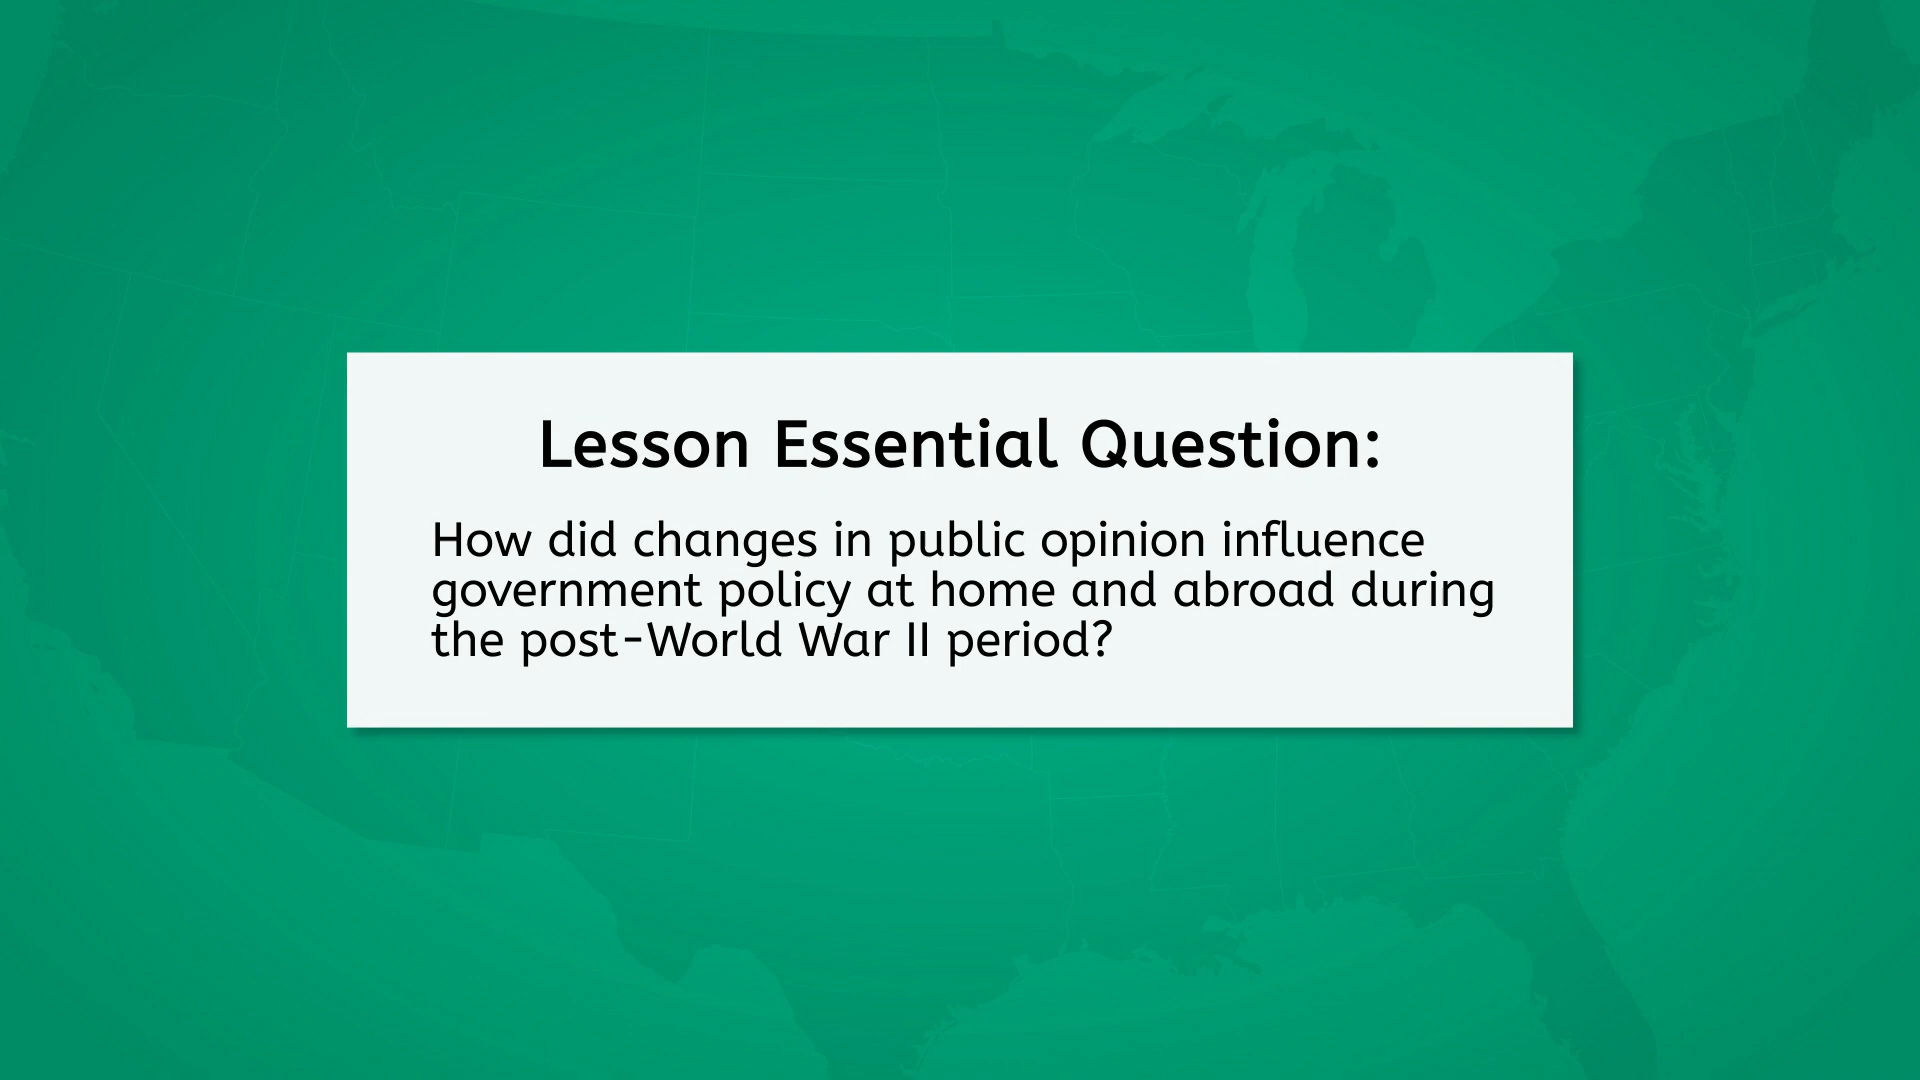 Lesson Essential Question:
How did changes in public opinion influence
government policy at home and abroad during
the post-World War II period?